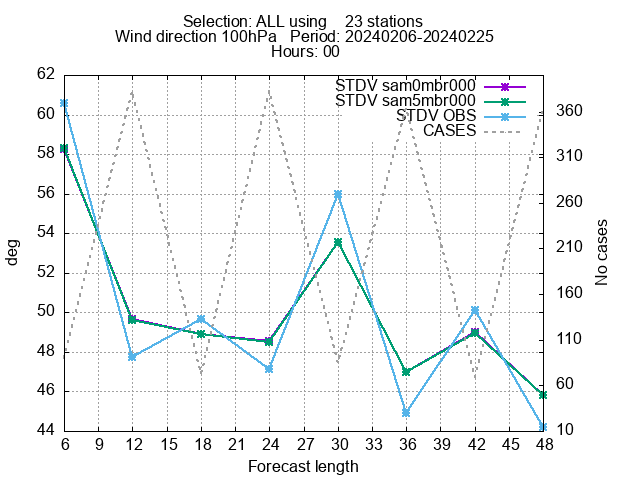 Selection: ALL using 23 stations
Wind direction 100hPa Period: 20240206-20240225
Hours: 00
STDV sam0mbr000
STDV sam5mbr000
STDV OBS
CASES
62
60
58
56
54
52
50
48
46
44
deg
360
310
260
210
160
110
60
10
No cases
6 9 12 15 18 21 24 27 30 33 36 39 42 45 48
Forecast length